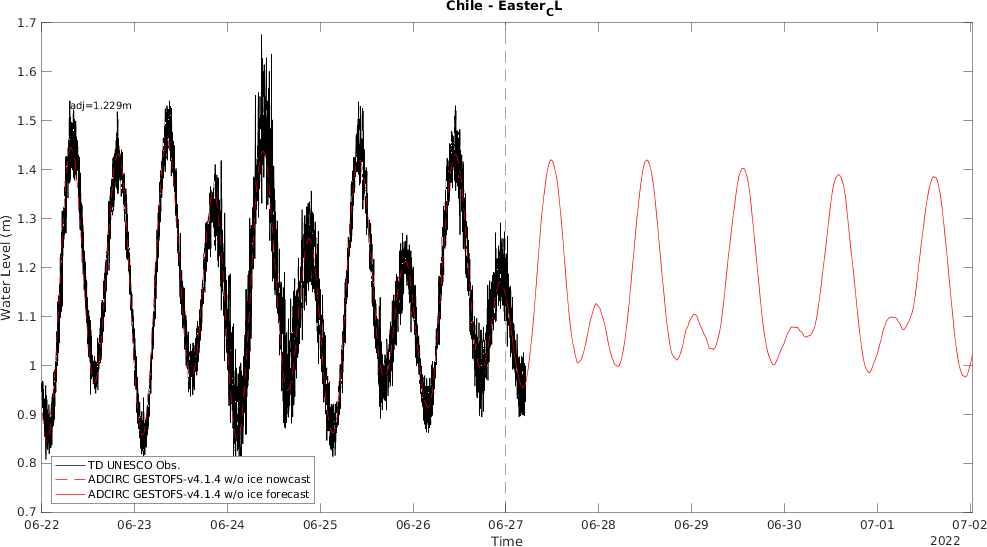 Chile - EasterCL
1.7
1.6
1.5
1.4
1.3
1.2
1.1
1
0.9
0.8
0.7
Water Level (m)
adj=1.229m
TD UNESCO Obs.
ADCIRC GESTOFS-v4.1.4 w/o ice nowcast
ADCIRC GESTOFS-v4.1.4 w/o ice forecast
06-22 06-23 06-24 06-25 06-26 06-27 06-28 06-29 06-30 07-01 07-02
Time
2022